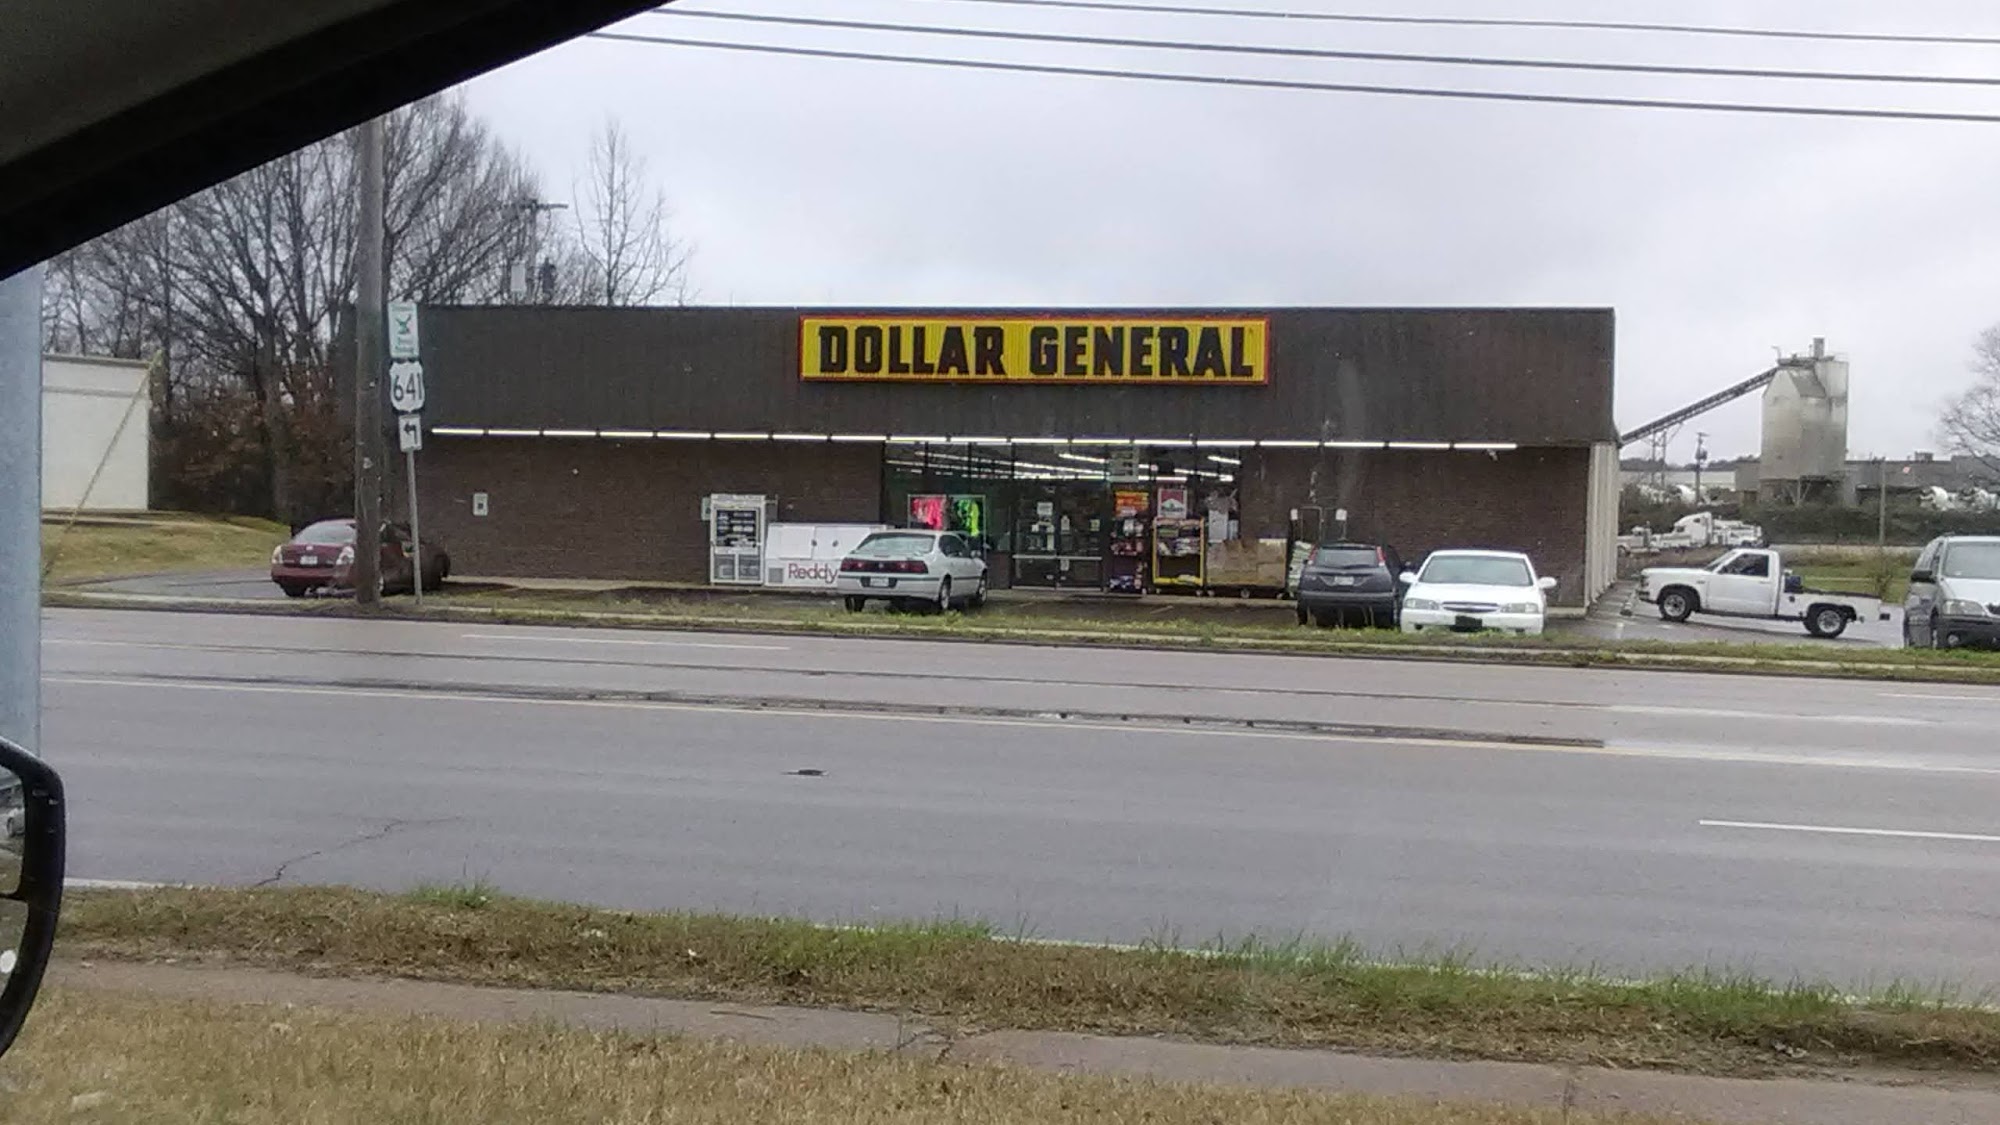 DOLLAR GENERAL
641
Reddy